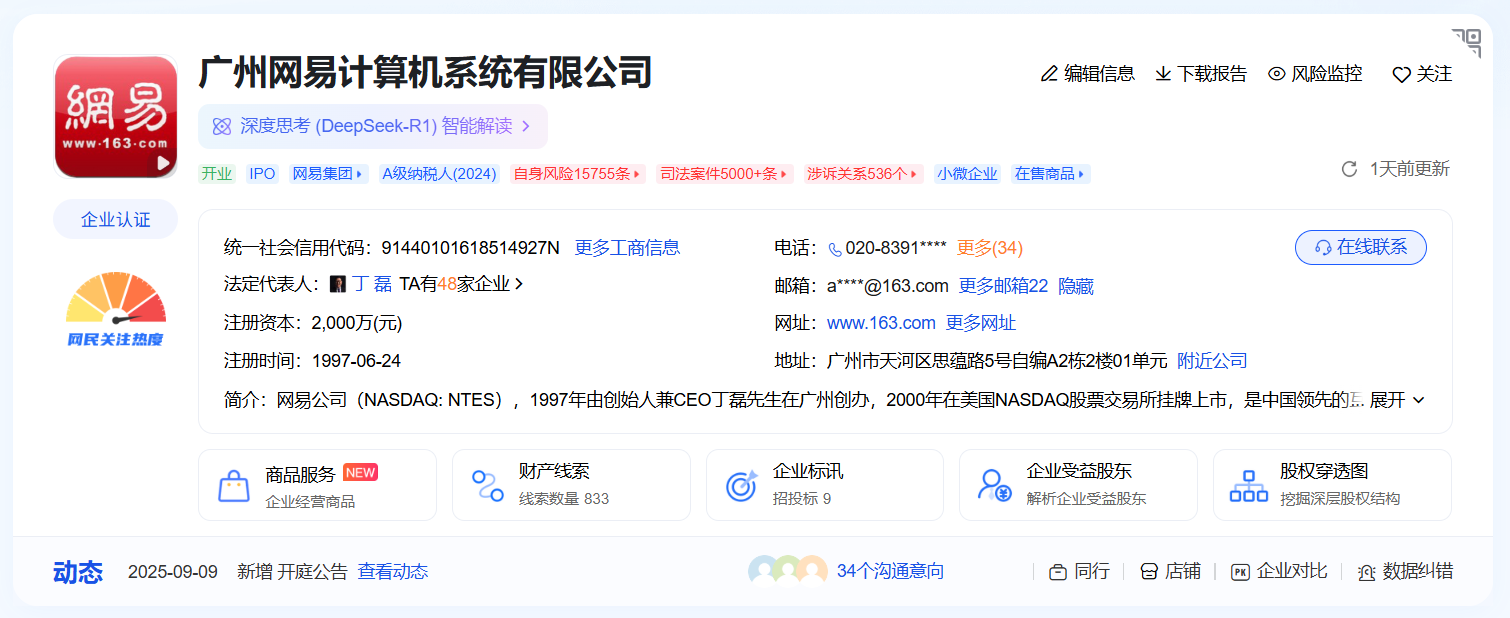 網易
www.163.com
广州网易计算机系统有限公司
编辑信息 下载报告 风险监控 关注
深度思考 (DeepSeek-R1) 智能解读
开业 IPO 网易集团 A级纳税人(2024) 自身风险15755条 司法案件5000+条 涉诉关系536个 小微企业 在售商品
1天前更新
企业认证
网民关注热度
统一社会信用代码：91440101618514927N 更多工商信息
电话：020-8391**** 更多(34)
在线联系
法定代表人：丁磊 TA有48家企业
邮箱：a****@163.com 更多邮箱22 隐藏
注册资本：2,000万(元)
网址：www.163.com 更多网址
注册时间：1997-06-24
地址：广州市天河区思蕴路5号自编A2栋2楼01单元 附近公司
简介：网易公司（NASDAQ: NTES），1997年由创始人兼CEO丁磊先生在广州创办，2000年在美国NASDAQ股票交易所挂牌上市，是中国领先的... 展开
商品服务 NEW
企业经营商品
财产线索
线索数量 833
企业标讯
招投标 9
企业受益股东
解析企业受益股东
股权穿透图
挖掘深层股权结构
动态 2025-09-09 新增 开庭公告 查看动态
34个沟通意向
同行 店铺 PK 企业对比 数据纠错